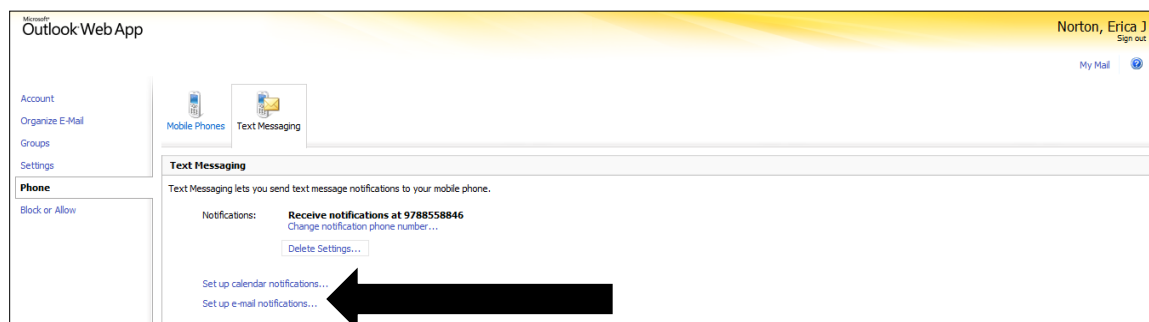 Microsoft®
Outlook Web App
Norton, Erica J
Sign out
My Mail
Account
Organize E-Mail
Groups
Settings
Phone
Block or Allow
Mobile Phones
Text Messaging
Text Messaging
Text Messaging lets you send text message notifications to your mobile phone.
Notifications: Receive notifications at 9788558846
Change notification phone number...
Delete Settings...
Set up calendar notifications...
Set up e-mail notifications...